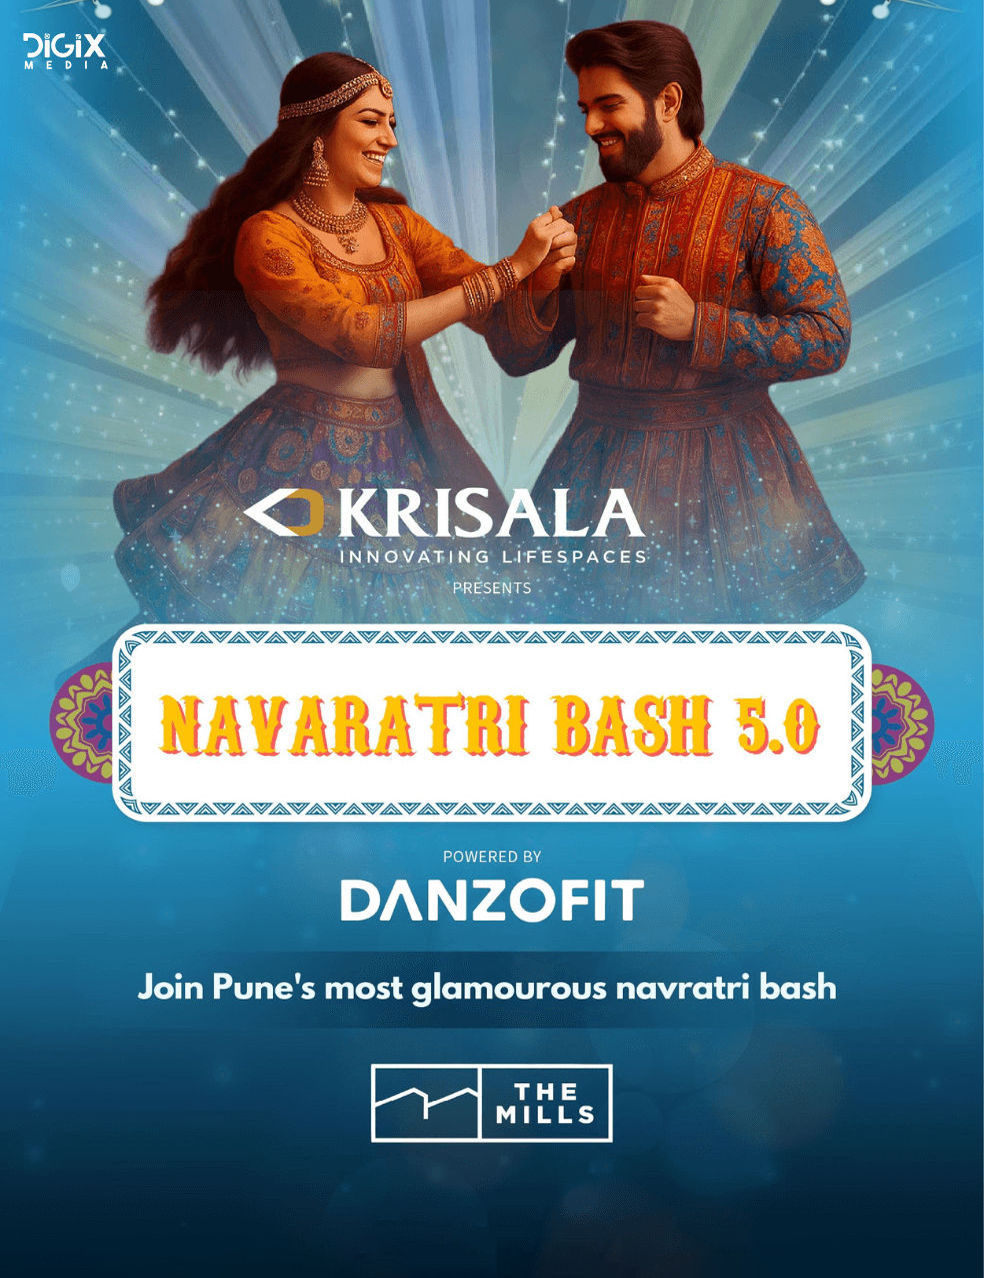 DIGIX
MEDIA
KRISALA
INNOVATING LIFESPACES
PRESENTS
NAVARATRI BASH 5.0
POWERED BY
DANZOFIT
Join Pune's most glamourous navratri bash
THE
MILLS